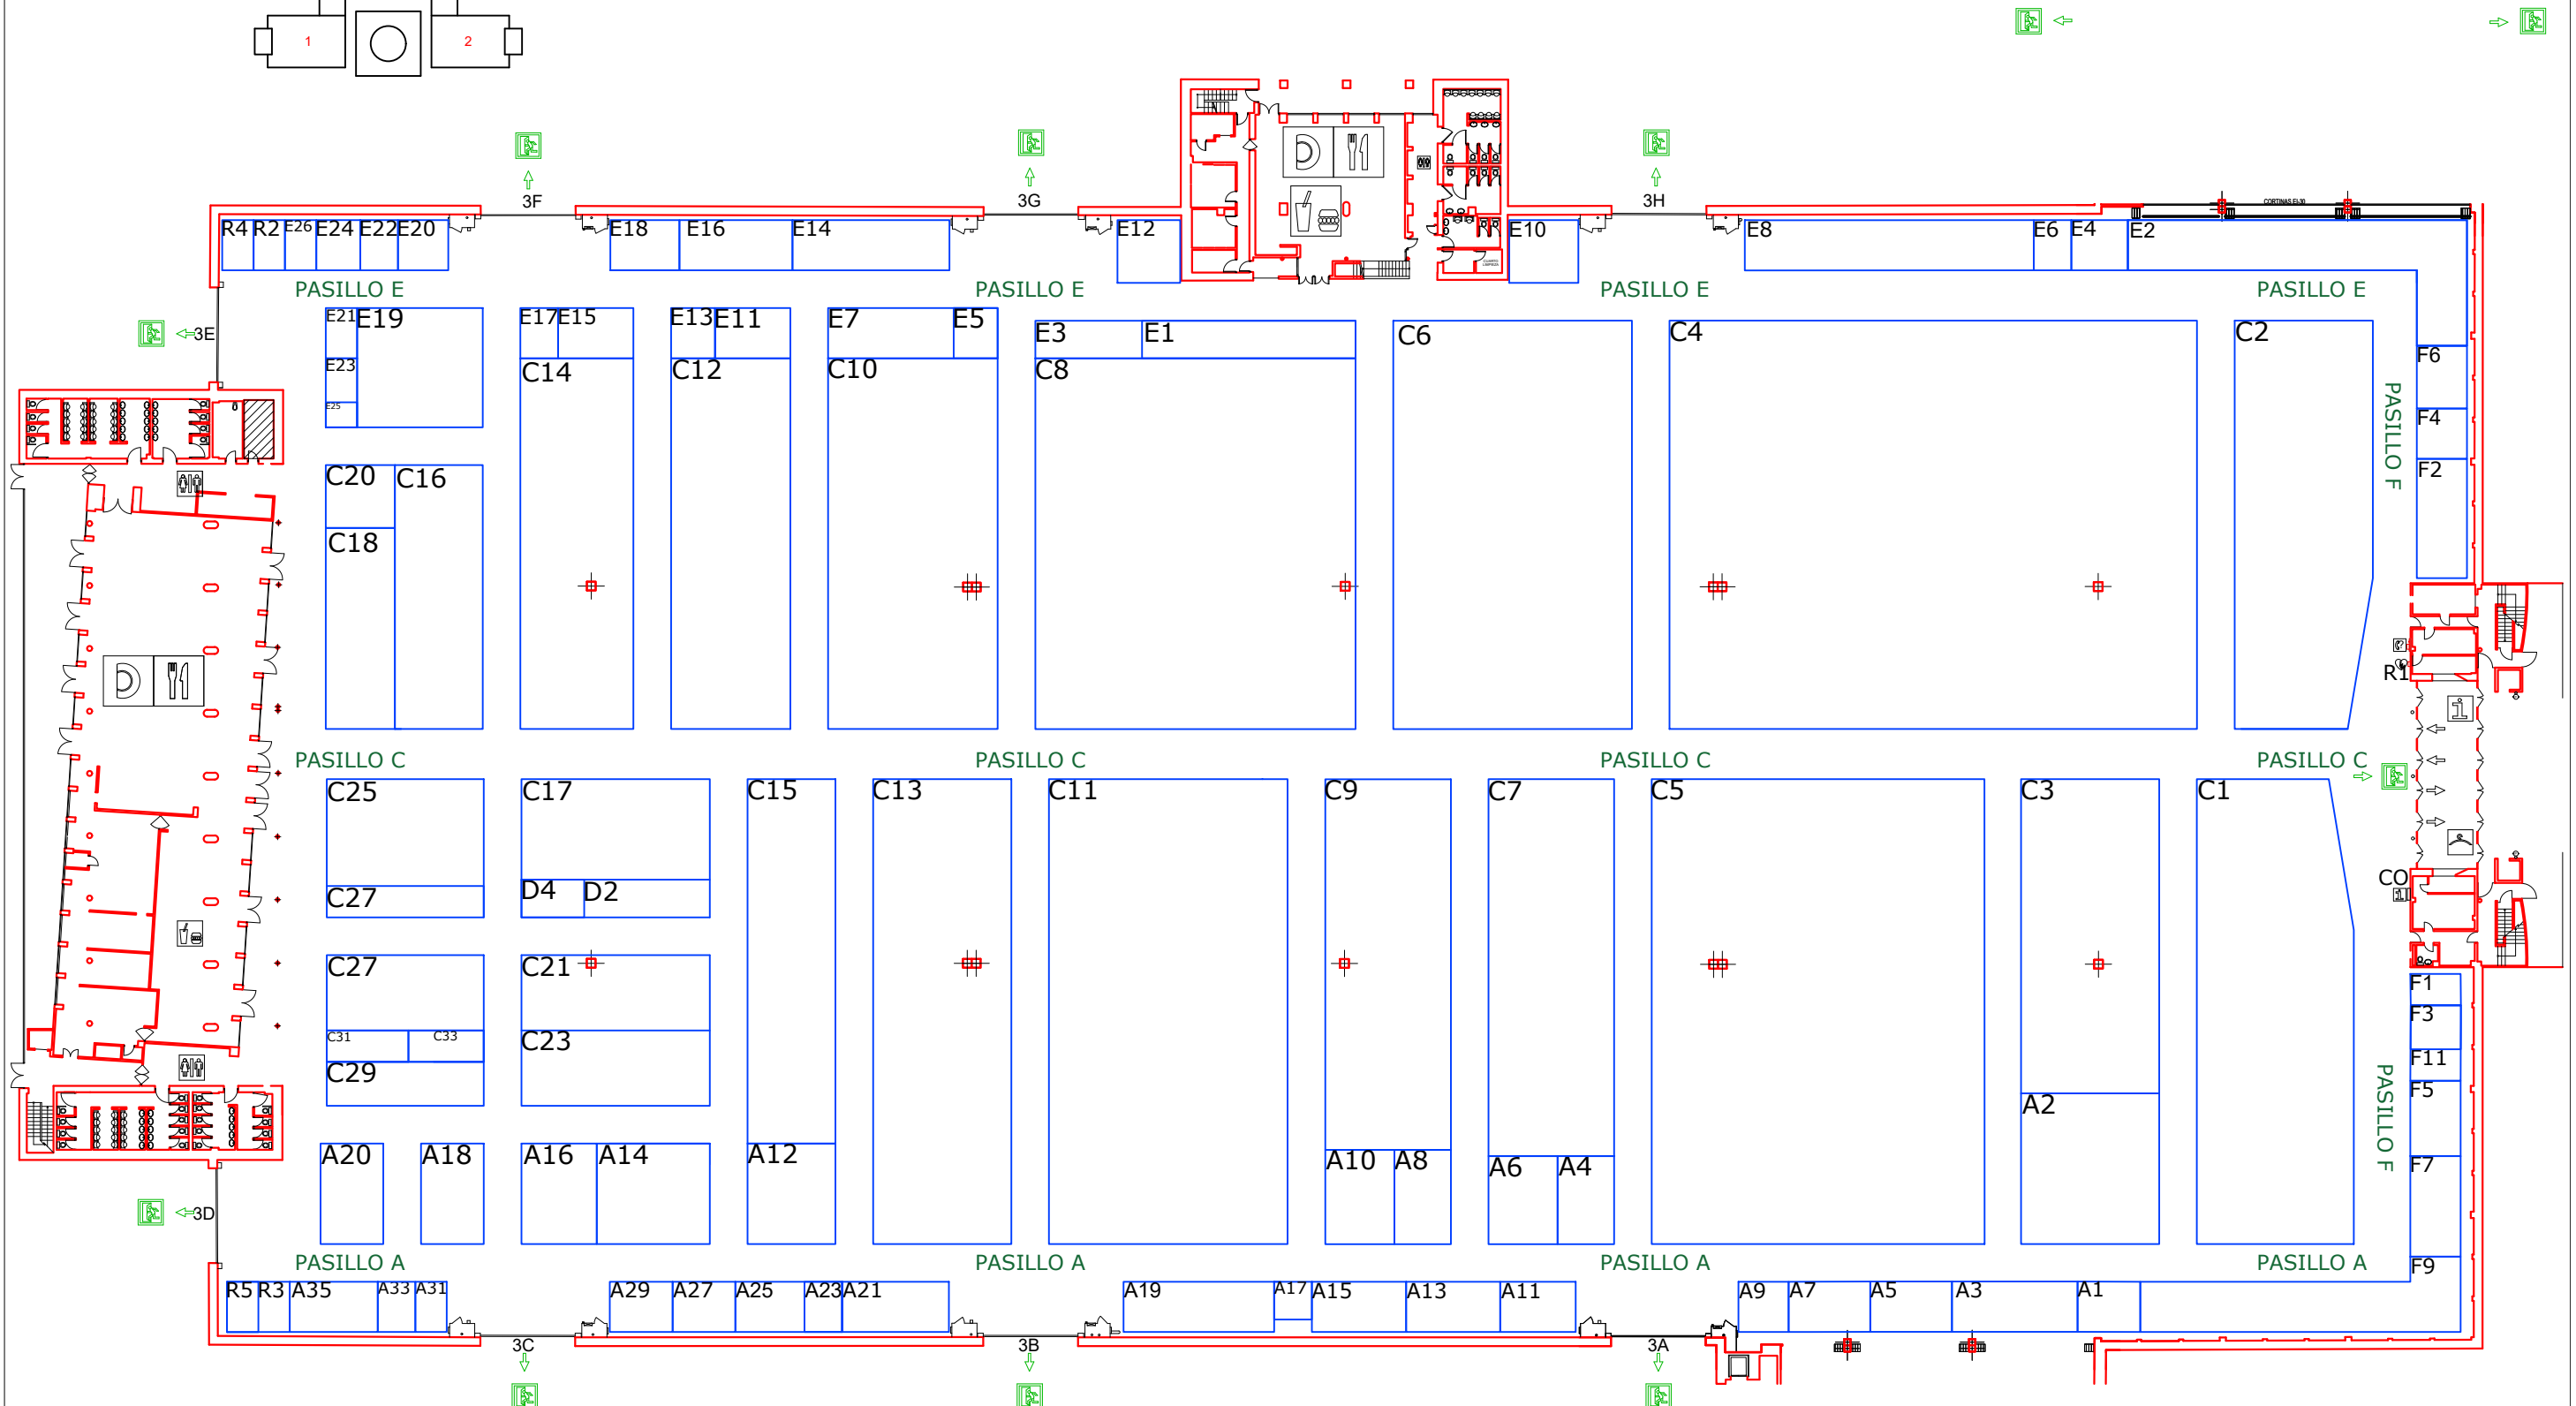 1 2
CORTINAS EI-30
3F 3G 3H
R4 R2 E26 E24 E22 E20 E18 E16 E14 E12 E10 E8 E6 E4 E2
CUARTO
LIMPIEZA
PASILLO E PASILLO E PASILLO E PASILLO E
3E
E21 E19 E17 E15 E13 E11 E7 E5 E3 E1 C6 C4 C2
F6
E23 C14 C12 C10 C8
E25
F4
PASILLO F
F2
C20 C16
C18
R1
PASILLO C PASILLO C PASILLO C PASILLO C
C25 C17 C15 C13 C11 C9 C7 C5 C3 C1
C27 D4 D2
CO
C27 C21
F1
F3
C31 C33 C23
F11
C29
F5
A2
PASILLO F
A20 A18 A16 A14 A12 A10 A8 A6 A4
F7
3D
PASILLO A PASILLO A PASILLO A PASILLO A
F9
R5 R3 A35 A33 A31 A29 A27 A25 A23 A21 A19 A17 A15 A13 A11 A9 A7 A5 A3 A1
3C 3B 3A